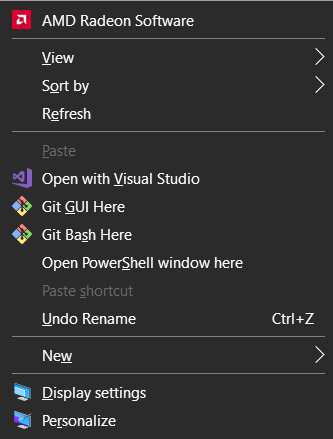 AMD Radeon Software
View
Sort by
Refresh
Paste
Open with Visual Studio
Git GUI Here
Git Bash Here
Open PowerShell window here
Paste shortcut
Undo Rename Ctrl+Z
New
Display settings
Personalize